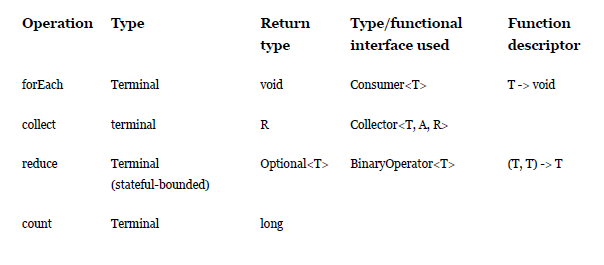 Operation Type Return type Type/functional interface used Function descriptor
forEach Terminal void Consumer<T> T -> void
collect terminal R Collector<T, A, R>
reduce Terminal (stateful-bounded) Optional<T> BinaryOperator<T> (T, T) -> T
count Terminal long